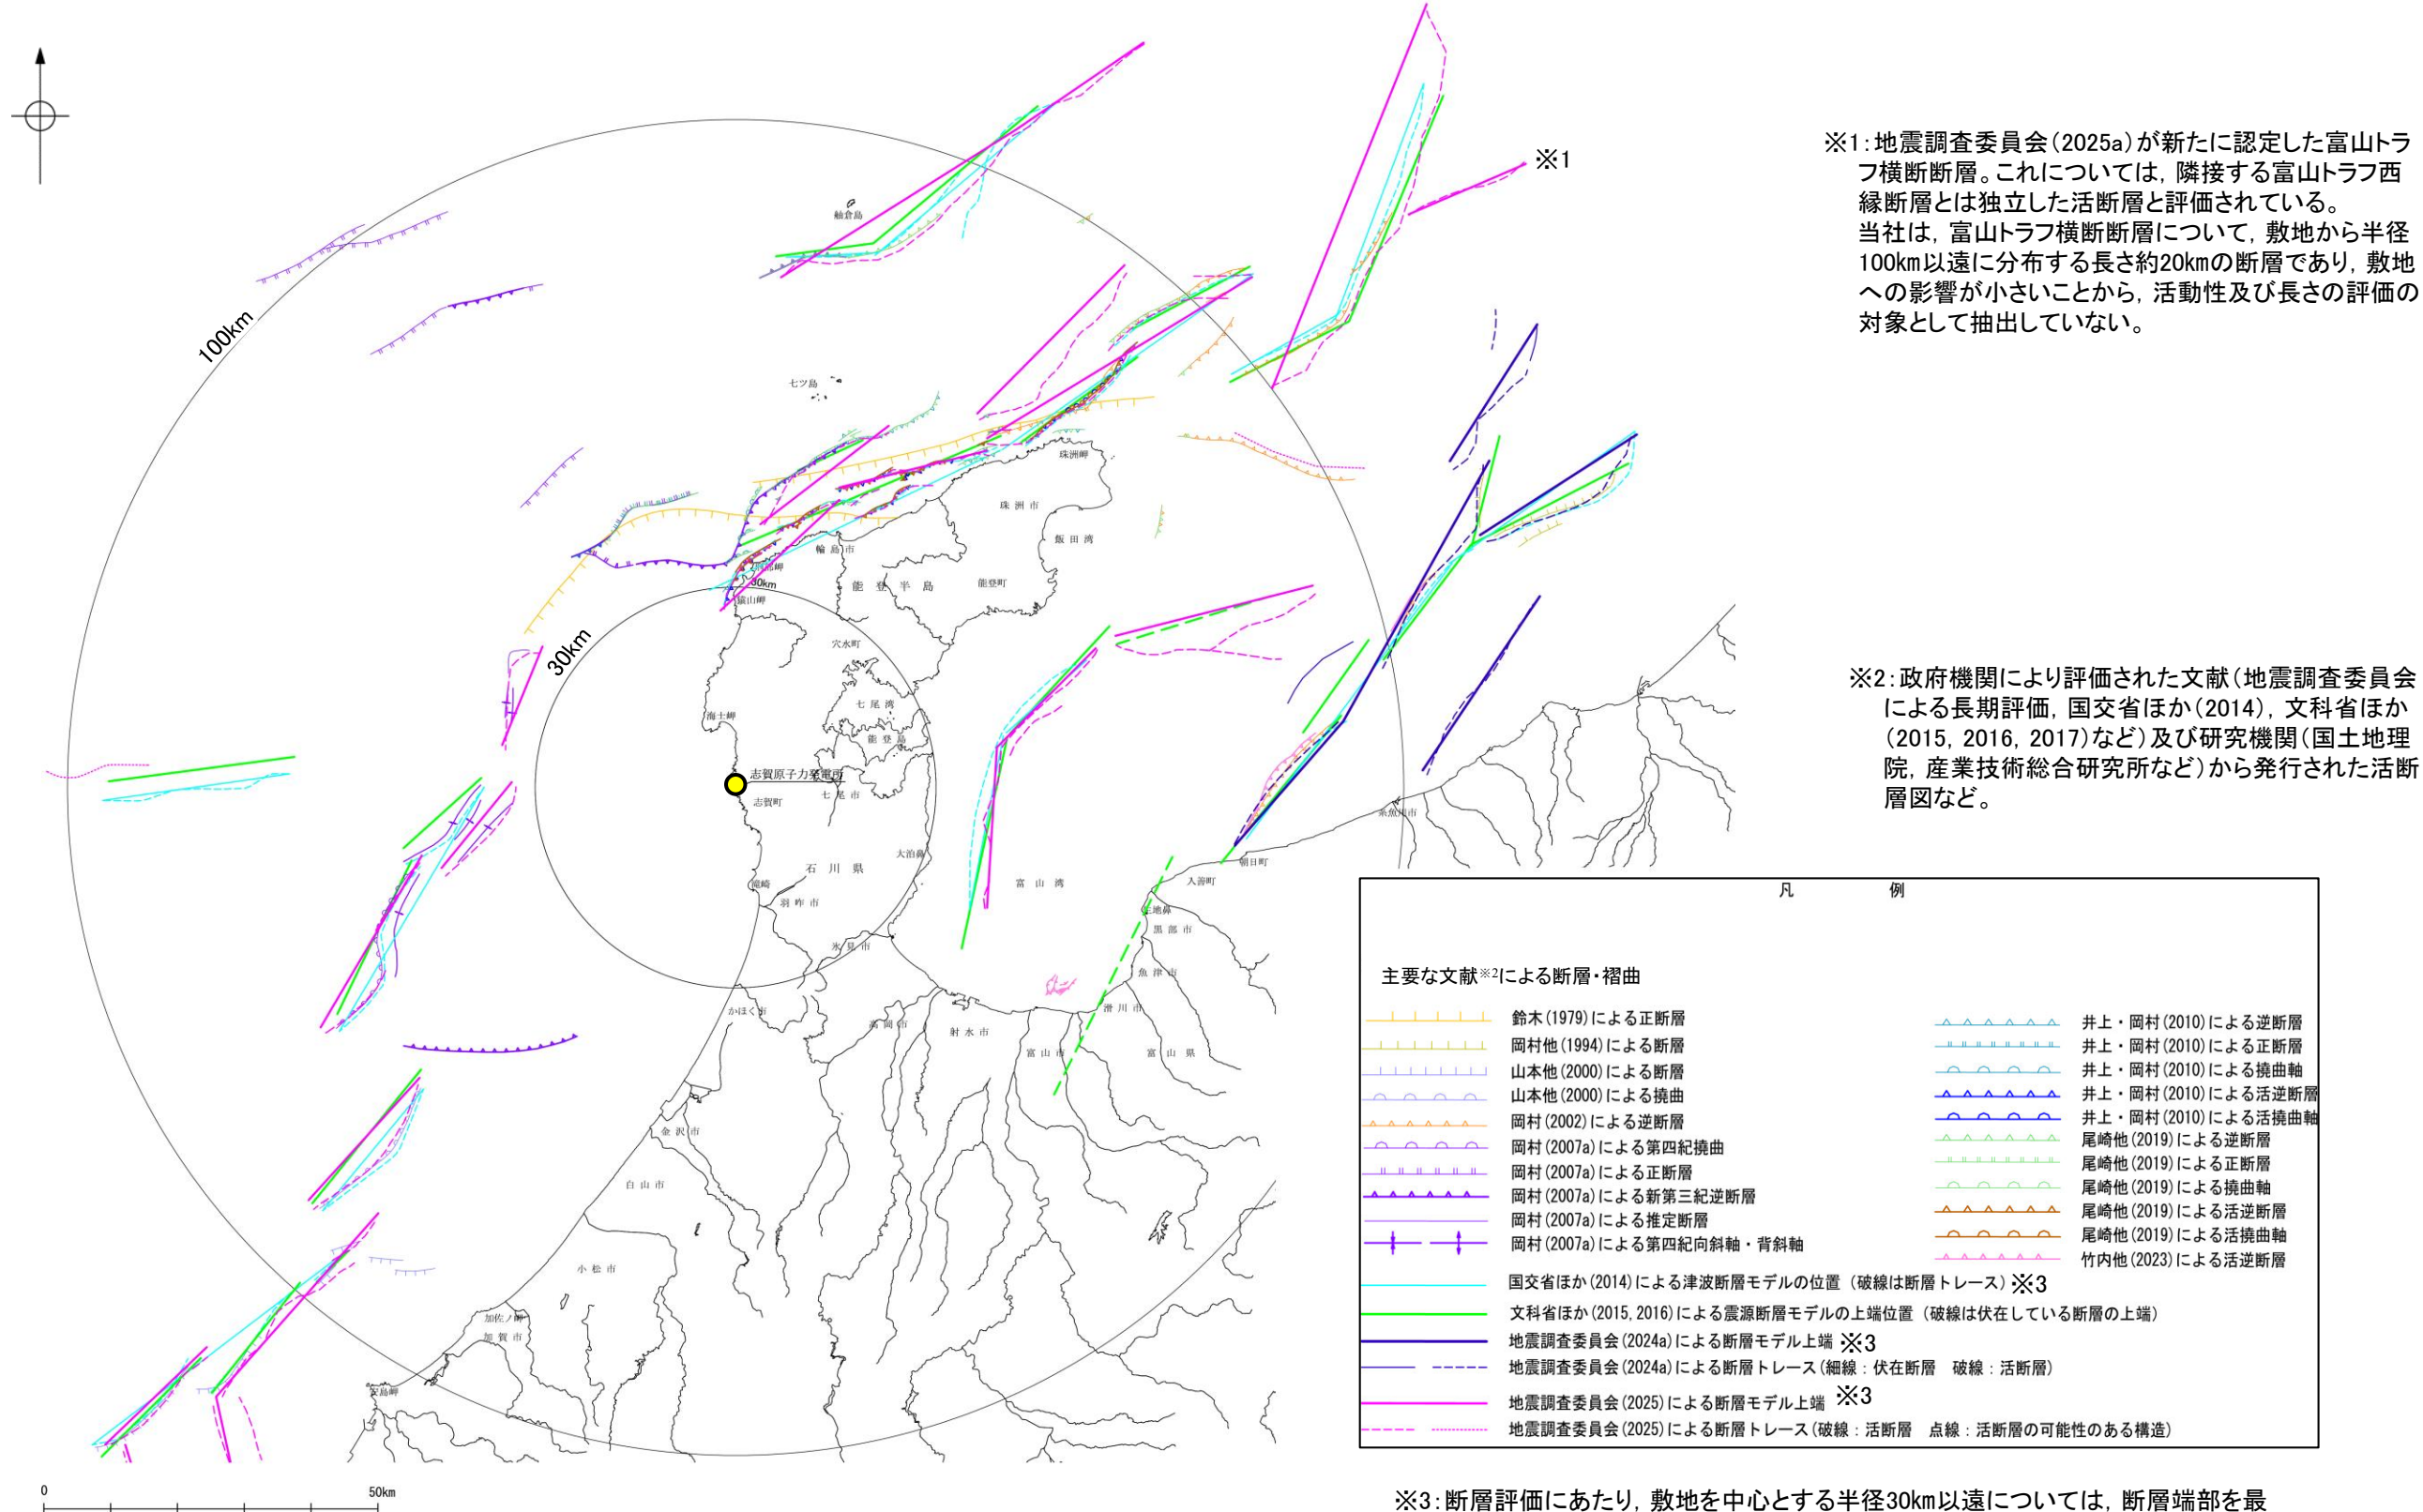 ※1
※1：地震調査委員会（2025a）が新たに認定した富山トラ
フ横断断層。これについては，隣接する富山トラフ西
縁断層とは独立した活断層と評価されている。
当社は，富山トラフ横断断層について，敷地から半径
100km以遠に分布する長さ約20kmの断層であり，敷地
への影響が小さいことから，活動性及び長さの評価の
対象として抽出していない。
舳倉島
100km
七ツ島
珠洲岬
珠洲市
飯田湾
輪島市
30km
能登半島
能登町
猿山岬
30km
穴水町
七尾湾
海士岬
能登島
志賀原子力発電所
志賀町
七尾市
※2：政府機関により評価された文献（地震調査委員会
による長期評価，国交省ほか（2014），文科省ほか
（2015，2016，2017）など）及び研究機関（国土地理
院，産業技術総合研究所など）から発行された活断
層図など。
糸魚川市
大泊鼻
朝日町
石川県
滝崎
富山湾
入善町
羽咋市
生地鼻
黒部市
氷見市
魚津市
かほく市
高岡市
射水市
滑川市
富山市
富山県
金沢市
白山市
小松市
加佐ノ岬
加賀市
安島岬
凡例
主要な文献※2による断層・褶曲
鈴木(1979)による正断層
岡村他(1994)による断層
山本他(2000)による断層
山本他(2000)による撓曲
岡村(2002)による逆断層
岡村(2007a)による第四紀撓曲
岡村(2007a)による正断層
岡村(2007a)による新第三紀逆断層
岡村(2007a)による推定断層
岡村(2007a)による第四紀向斜軸・背斜軸
井上・岡村(2010)による逆断層
井上・岡村(2010)による正断層
井上・岡村(2010)による撓曲軸
井上・岡村(2010)による活逆断層
井上・岡村(2010)による活撓曲軸
尾崎他(2019)による逆断層
尾崎他(2019)による正断層
尾崎他(2019)による撓曲軸
尾崎他(2019)による活逆断層
尾崎他(2019)による活撓曲軸
竹内他(2023)による活逆断層
国交省ほか(2014)による津波断層モデルの位置（破線は断層トレース）※3
文科省ほか(2015,2016)による震源断層モデルの上端位置（破線は伏在している断層の上端）
地震調査委員会(2024a)による断層モデル上端 ※3
地震調査委員会(2024a)による断層トレース(細線：伏在断層　破線：活断層)
地震調査委員会(2025)による断層モデル上端 ※3
地震調査委員会(2025)による断層トレース(破線：活断層　点線：活断層の可能性のある構造)
0 50km
※3：断層評価にあたり，敷地を中心とする半径30km以遠については，断層端部を最